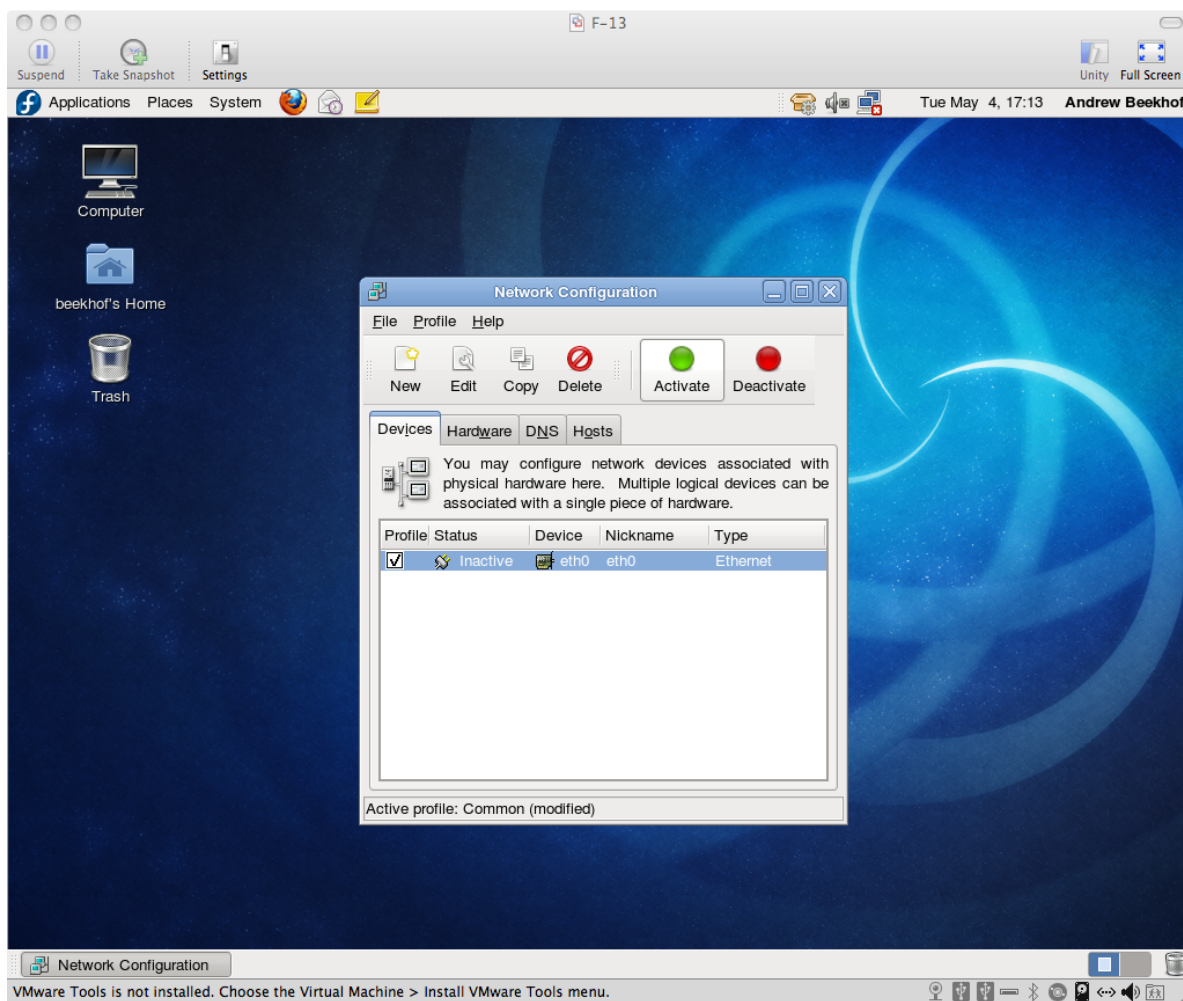 F-13
Suspend Take Snapshot Settings Unity Full Screen
Applications Places System Tue May 4, 17:13 Andrew Beekhof
Computer
beekhof's Home
Trash
Network Configuration
File Profile Help
New Edit Copy Delete Activate Deactivate
Devices Hardware DNS Hosts
You may configure network devices associated with
physical hardware here. Multiple logical devices can be
associated with a single piece of hardware.
Profile Status Device Nickname Type
Inactive eth0 eth0 Ethernet
Active profile: Common (modified)
Network Configuration
VMware Tools is not installed. Choose the Virtual Machine > Install VMware Tools menu.